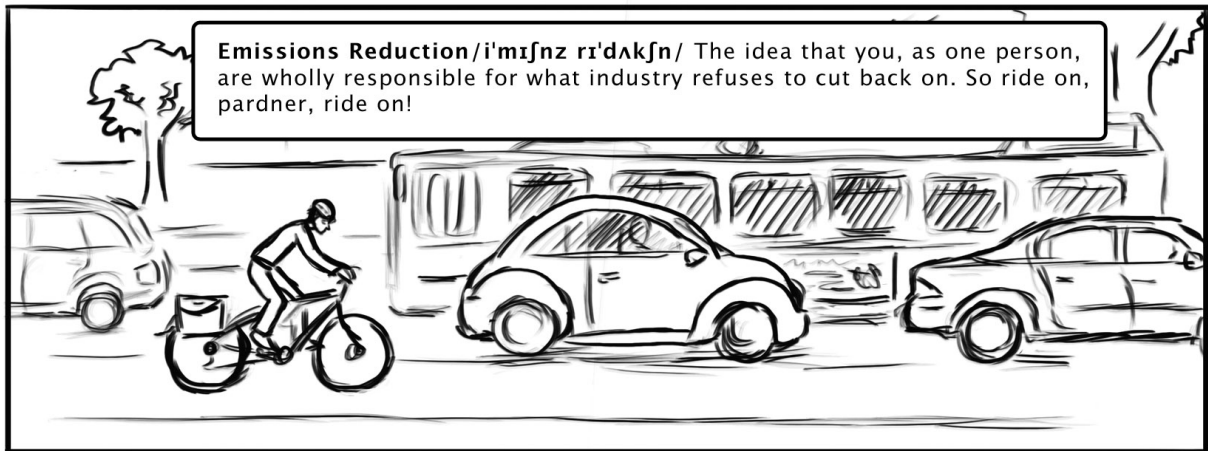 Emissions Reduction/iˈmɪʃnz rɪˈdʌkʃn/ The idea that you, as one person,
are wholly responsible for what industry refuses to cut back on. So ride on,
pardner, ride on!